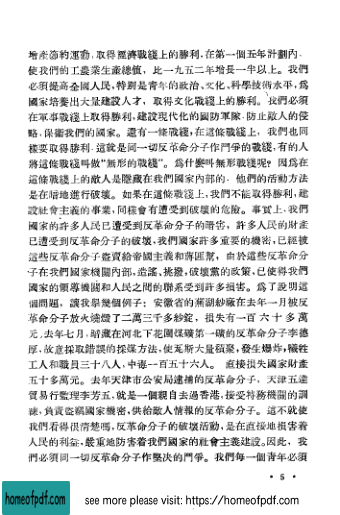 增產節約運動,取得經濟戰綫上的勝利,在第一個五年計劃內,
使我們的工農業生產總值,比一九五二年增長一半以上。我們
必須提高全國人民,特別是青年的政治、文化、科學技術水平,爲
國家培養出大量建設人才,取得文化戰綫上的勝利。我們必須
在軍事戰綫上取得勝利,建設現代化的國防軍隊,防止敵人的侵
略,保衛我們的國家。還有一條戰綫,在這條戰綫上,我們也同
樣要取得勝利,這就是同一切反革命分子作鬥爭的戰綫,有的人
將這條戰綫叫做“無形的戰綫”。爲什麼叫無形戰綫呢?因爲在
這條戰綫上的敵人是隱藏在我們國家內部的,他們的活動方法
是在暗地進行破壞。如果在這條戰綫上,我們不能取得勝利,建
設社會主義的事業,同樣會有遭受到破壞的危險。事實上,我們
國家的許多人民已遭受到反革命分子的暗害,許多人民的財產
已遭受到反革命分子的破壞,我們國家許多重要的機密,已經被
這些反革命分子盜賣給帝國主義和蔣匪幫,由於這些反革命分
子在我們國家機關內部,造謠、挑撥,破壞黨的政策,已使得我們
國家的領導機關和人民之間的聯系受到許多損害。爲了說明這
個問題,讓我舉幾個例子:安徽省的蕪湖紗廠在去年一月被反
革命分子放火燒燬了二萬三千多紗錠,損失有一百六十多萬
元,去年七月,暗藏在河北下花園煤礦第一礦的反革命分子李德
厚,故意採取錯誤的採煤方法,使瓦斯大量積聚,發生爆炸,犧牲
工人和職員三十八人,中毒一百五十六人。直接損失國家財產
五十多萬元。去年天津市公安局逮捕的反革命分子,天津五達
貿易行監理李芳五,就是一個親自去過香港,接受特務機關的訓
練,負責盜竊國家機密,供給敵人情報的反革命分子。這不就使
我們看得很清楚嗎,反革命分子的破壞活動,是在直接地損害着
人民的利益,嚴重地防害着我們國家的社會主義建設。因此,我
們必須同一切反革命分子作堅決的鬥爭。我們每一個青年必須
• 5 •
homeofpdf.com
see more please visit: https://homeofpdf.com